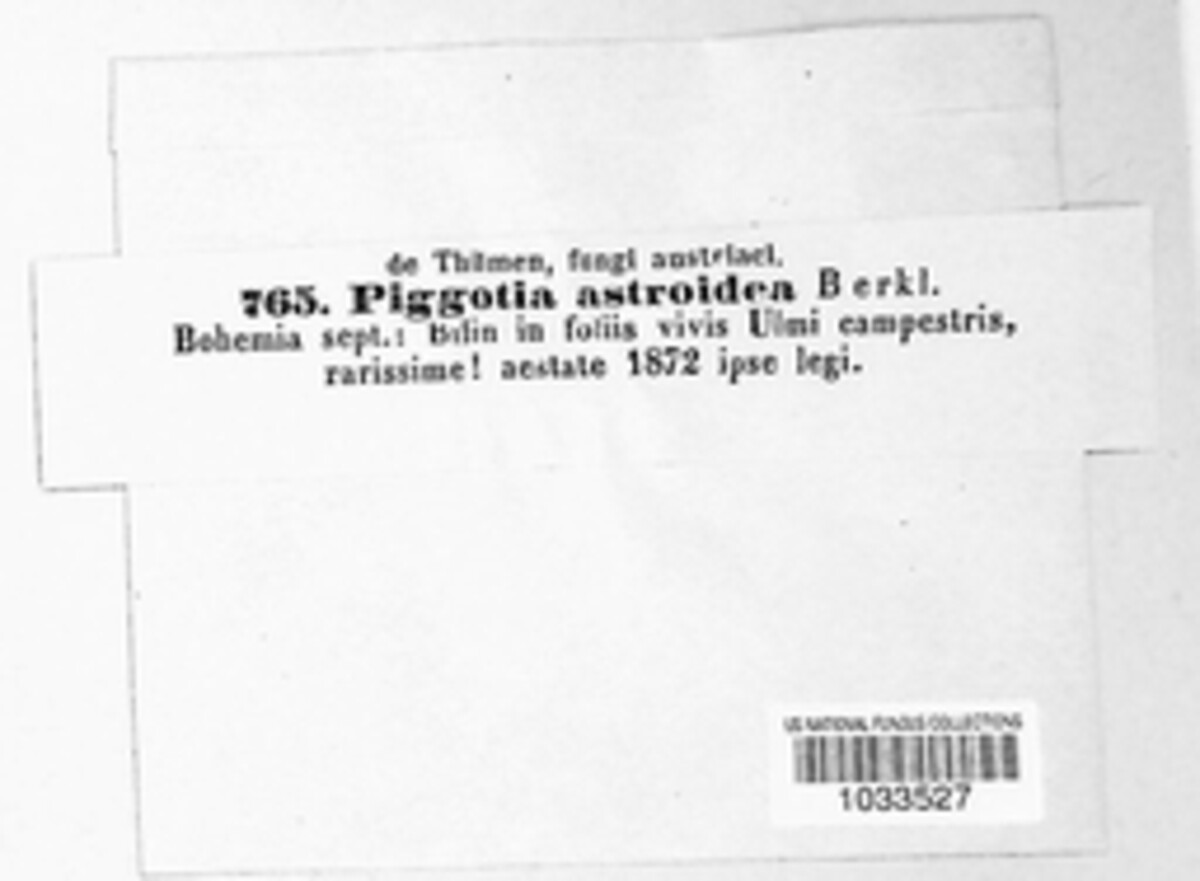 de Thümen, fungi austriaci.
765. Piggotia astroidea Berkl.
Bohemia sept.: Bilin in foliis vivis Ulmi campestris,
rarissime! aestate 1872 ipse legi.
US NATIONAL FUNGUS COLLECTIONS
1033527